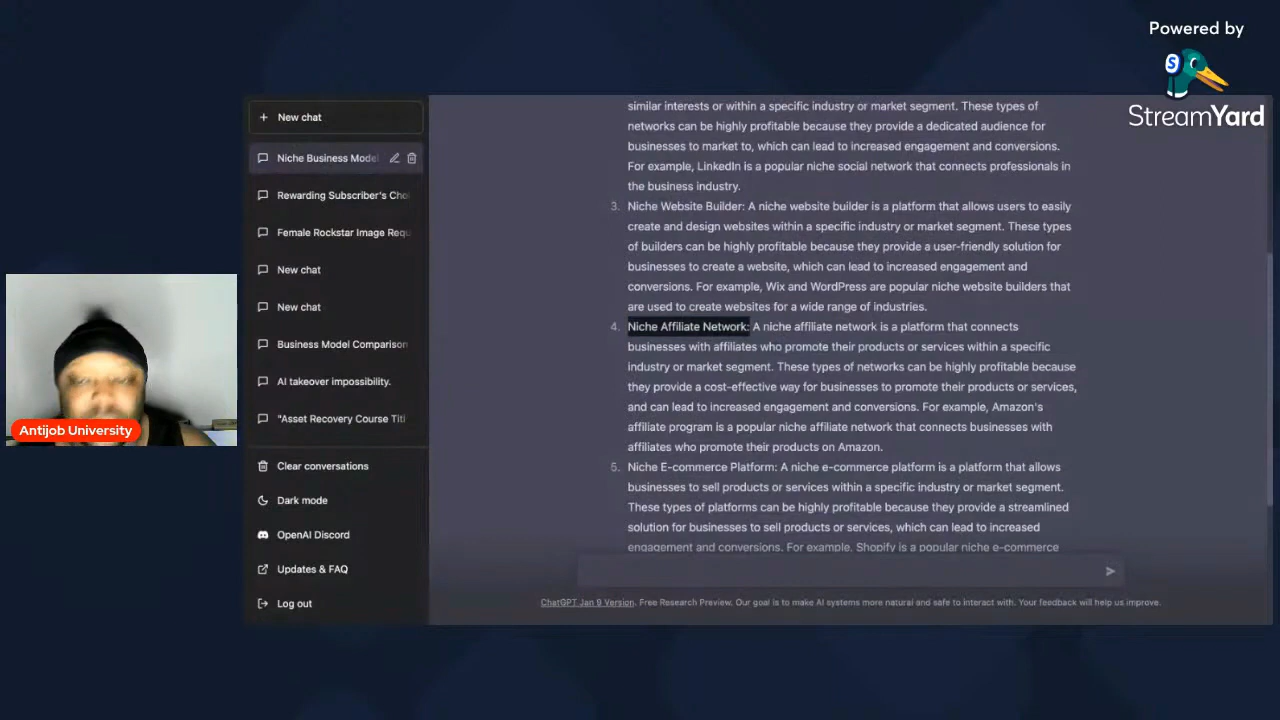 Powered by
StreamYard
New chat
Niche Business Model
Rewarding Subscriber's Cho
Female Rockstar Image Requ
New chat
New chat
Business Model Comparison
AI takeover impossibility.
"Asset Recovery Course Titl
Clear conversations
Dark mode
OpenAI Discord
Updates & FAQ
Log out
similar interests or within a specific industry or market segment. These types of
networks can be highly profitable because they provide a dedicated audience for
businesses to market to, which can lead to increased engagement and conversions.
For example, LinkedIn is a popular niche social network that connects professionals in
the business industry.
3. Niche Website Builder: A niche website builder is a platform that allows users to easily
create and design websites within a specific industry or market segment. These types
of builders can be highly profitable because they provide a user-friendly solution for
businesses to create a website, which can lead to increased engagement and
conversions. For example, Wix and WordPress are popular niche website builders that
are used to create websites for a wide range of industries.
4. Niche Affiliate Network: A niche affiliate network is a platform that connects
businesses with affiliates who promote their products or services within a specific
industry or market segment. These types of networks can be highly profitable because
they provide a cost-effective way for businesses to promote their products or services,
and can lead to increased engagement and conversions. For example, Amazon's
affiliate program is a popular niche affiliate network that connects businesses with
affiliates who promote their products on Amazon.
5. Niche E-commerce Platform: A niche e-commerce platform is a platform that allows
businesses to sell products or services within a specific industry or market segment.
These types of platforms can be highly profitable because they provide a streamlined
solution for businesses to sell products or services, which can lead to increased
engagement and conversions. For example, Shopify is a popular niche e-commerce
ChatGPT Jan 9 Version. Free Research Preview. Our goal is to make AI systems more natural and safe to interact with. Your feedback will help us improve.
Antijob University